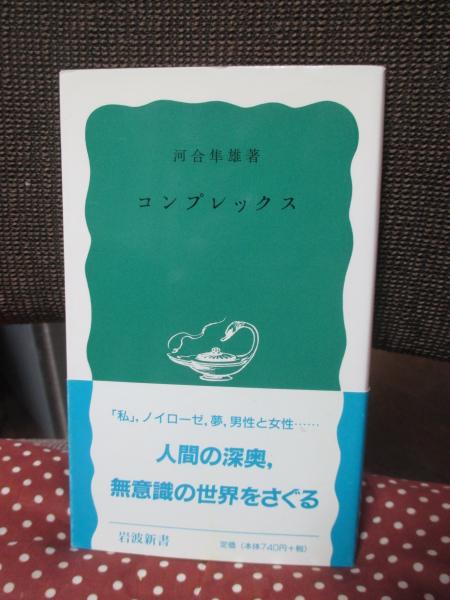 河合隼雄著
コンプレックス
「私」，ノイローゼ，夢，男性と女性……
人間の深奥，
無意識の世界をさぐる
岩波新書
定価（本体740円＋税）